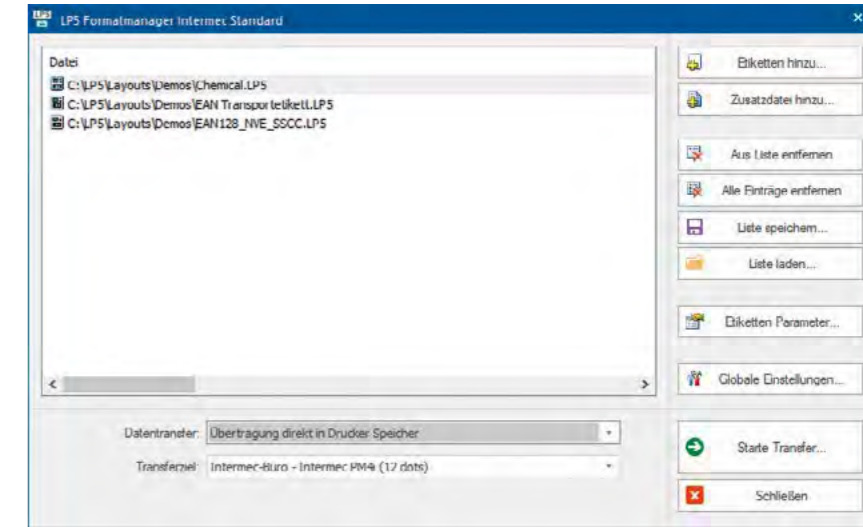 LP5 Formatmanager Intermec Standard
Datei
C:\LP5\Layouts\Demos\Chemical.LP5
C:\LP5\Layouts\Demos\EAN Transportetikett.LP5
C:\LP5\Layouts\Demos\EAN128_NVE_SSCC.LP5
Etiketten hinzu...
Zusatzdatei hinzu...
Aus Liste entfernen
Alle Einträge entfernen
Liste speichern...
Liste laden...
Etiketten Parameter...
Globale Einstellungen...
Datentransfer: Übertragung direkt in Drucker Speicher
Transferziel: Intermec-Büro - Intermec PM4i (12 dots)
Starte Transfer...
Schließen